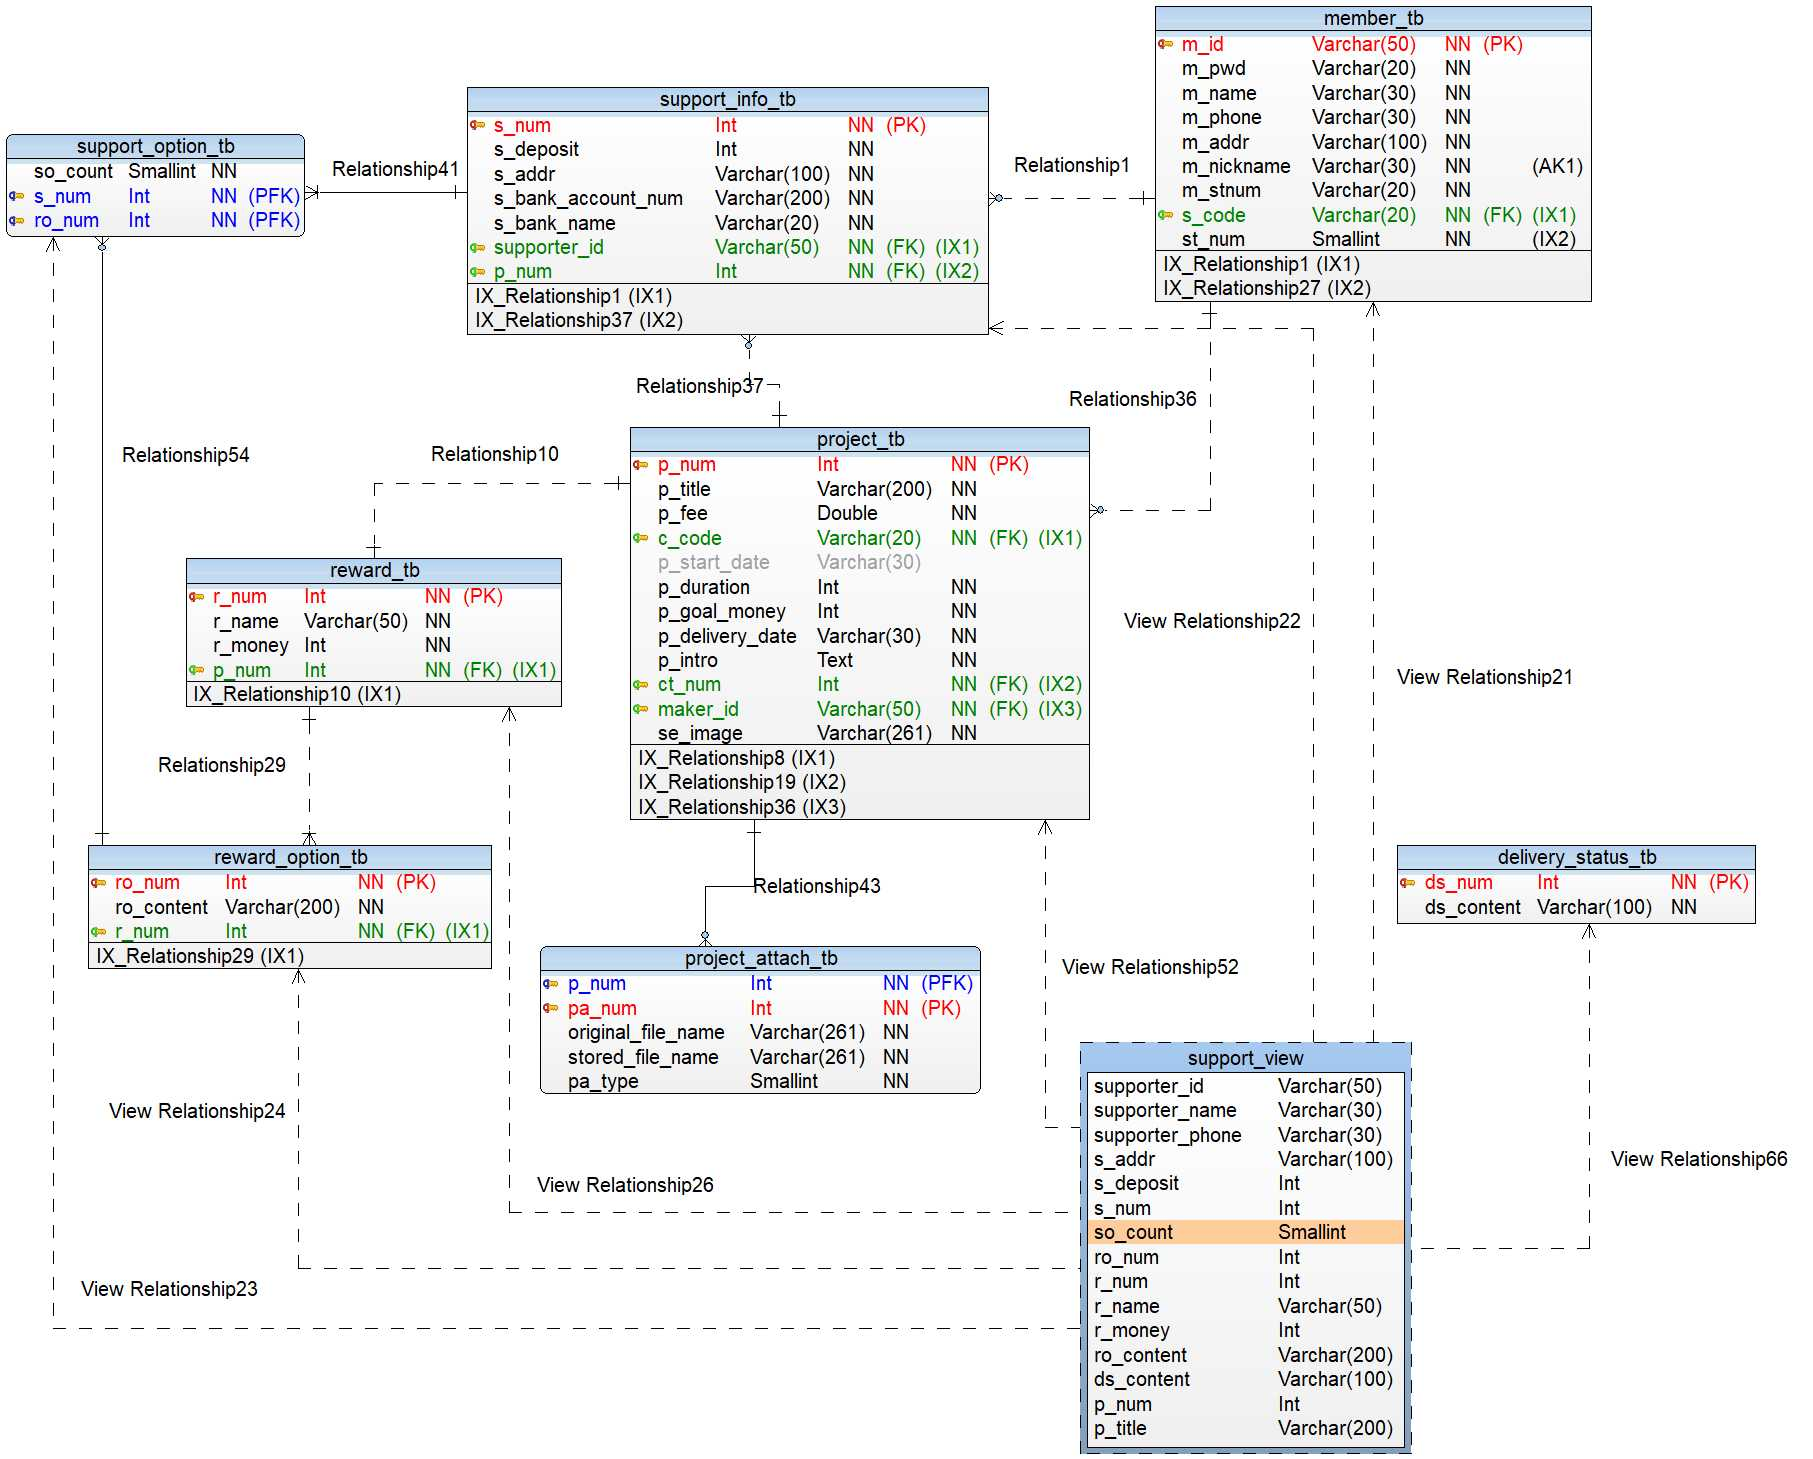 member_tb
m_id Varchar(50) NN (PK)
m_pwd Varchar(20) NN
m_name Varchar(30) NN
m_phone Varchar(30) NN
m_addr Varchar(100) NN
m_nickname Varchar(30) NN (AK1)
m_stnum Varchar(20) NN
s_code Varchar(20) NN (FK) (IX1)
st_num Smallint NN (IX2)
IX_Relationship1 (IX1)
IX_Relationship27 (IX2)
support_info_tb
s_num Int NN (PK)
s_deposit Int NN
s_addr Varchar(100) NN
s_bank_account_num Varchar(200) NN
s_bank_name Varchar(20) NN
supporter_id Varchar(50) NN (FK) (IX1)
p_num Int NN (FK) (IX2)
IX_Relationship1 (IX1)
IX_Relationship37 (IX2)
support_option_tb
so_count Smallint NN
s_num Int NN (PFK)
ro_num Int NN (PFK)
Relationship41
Relationship1
Relationship37
Relationship36
Relationship54
Relationship10
project_tb
p_num Int NN (PK)
p_title Varchar(200) NN
p_fee Double NN
c_code Varchar(20) NN (FK) (IX1)
p_start_date Varchar(30)
p_duration Int NN
p_goal_money Int NN
p_delivery_date Varchar(30) NN
p_intro Text NN
ct_num Int NN (FK) (IX2)
maker_id Varchar(50) NN (FK) (IX3)
se_image Varchar(261) NN
IX_Relationship8 (IX1)
IX_Relationship19 (IX2)
IX_Relationship36 (IX3)
reward_tb
r_num Int NN (PK)
r_name Varchar(50) NN
r_money Int NN
p_num Int NN (FK) (IX1)
IX_Relationship10 (IX1)
View Relationship22
View Relationship21
Relationship29
reward_option_tb
ro_num Int NN (PK)
ro_content Varchar(200) NN
r_num Int NN (FK) (IX1)
IX_Relationship29 (IX1)
Relationship43
delivery_status_tb
ds_num Int NN (PK)
ds_content Varchar(100) NN
project_attach_tb
p_num Int NN (PFK)
pa_num Int NN (PK)
original_file_name Varchar(261) NN
stored_file_name Varchar(261) NN
pa_type Smallint NN
View Relationship52
View Relationship24
View Relationship26
View Relationship66
View Relationship23
support_view
supporter_id Varchar(50)
supporter_name Varchar(30)
supporter_phone Varchar(30)
s_addr Varchar(100)
s_deposit Int
s_num Int
so_count Smallint
ro_num Int
r_num Int
r_name Varchar(50)
r_money Int
ro_content Varchar(200)
ds_content Varchar(100)
p_num Int
p_title Varchar(200)